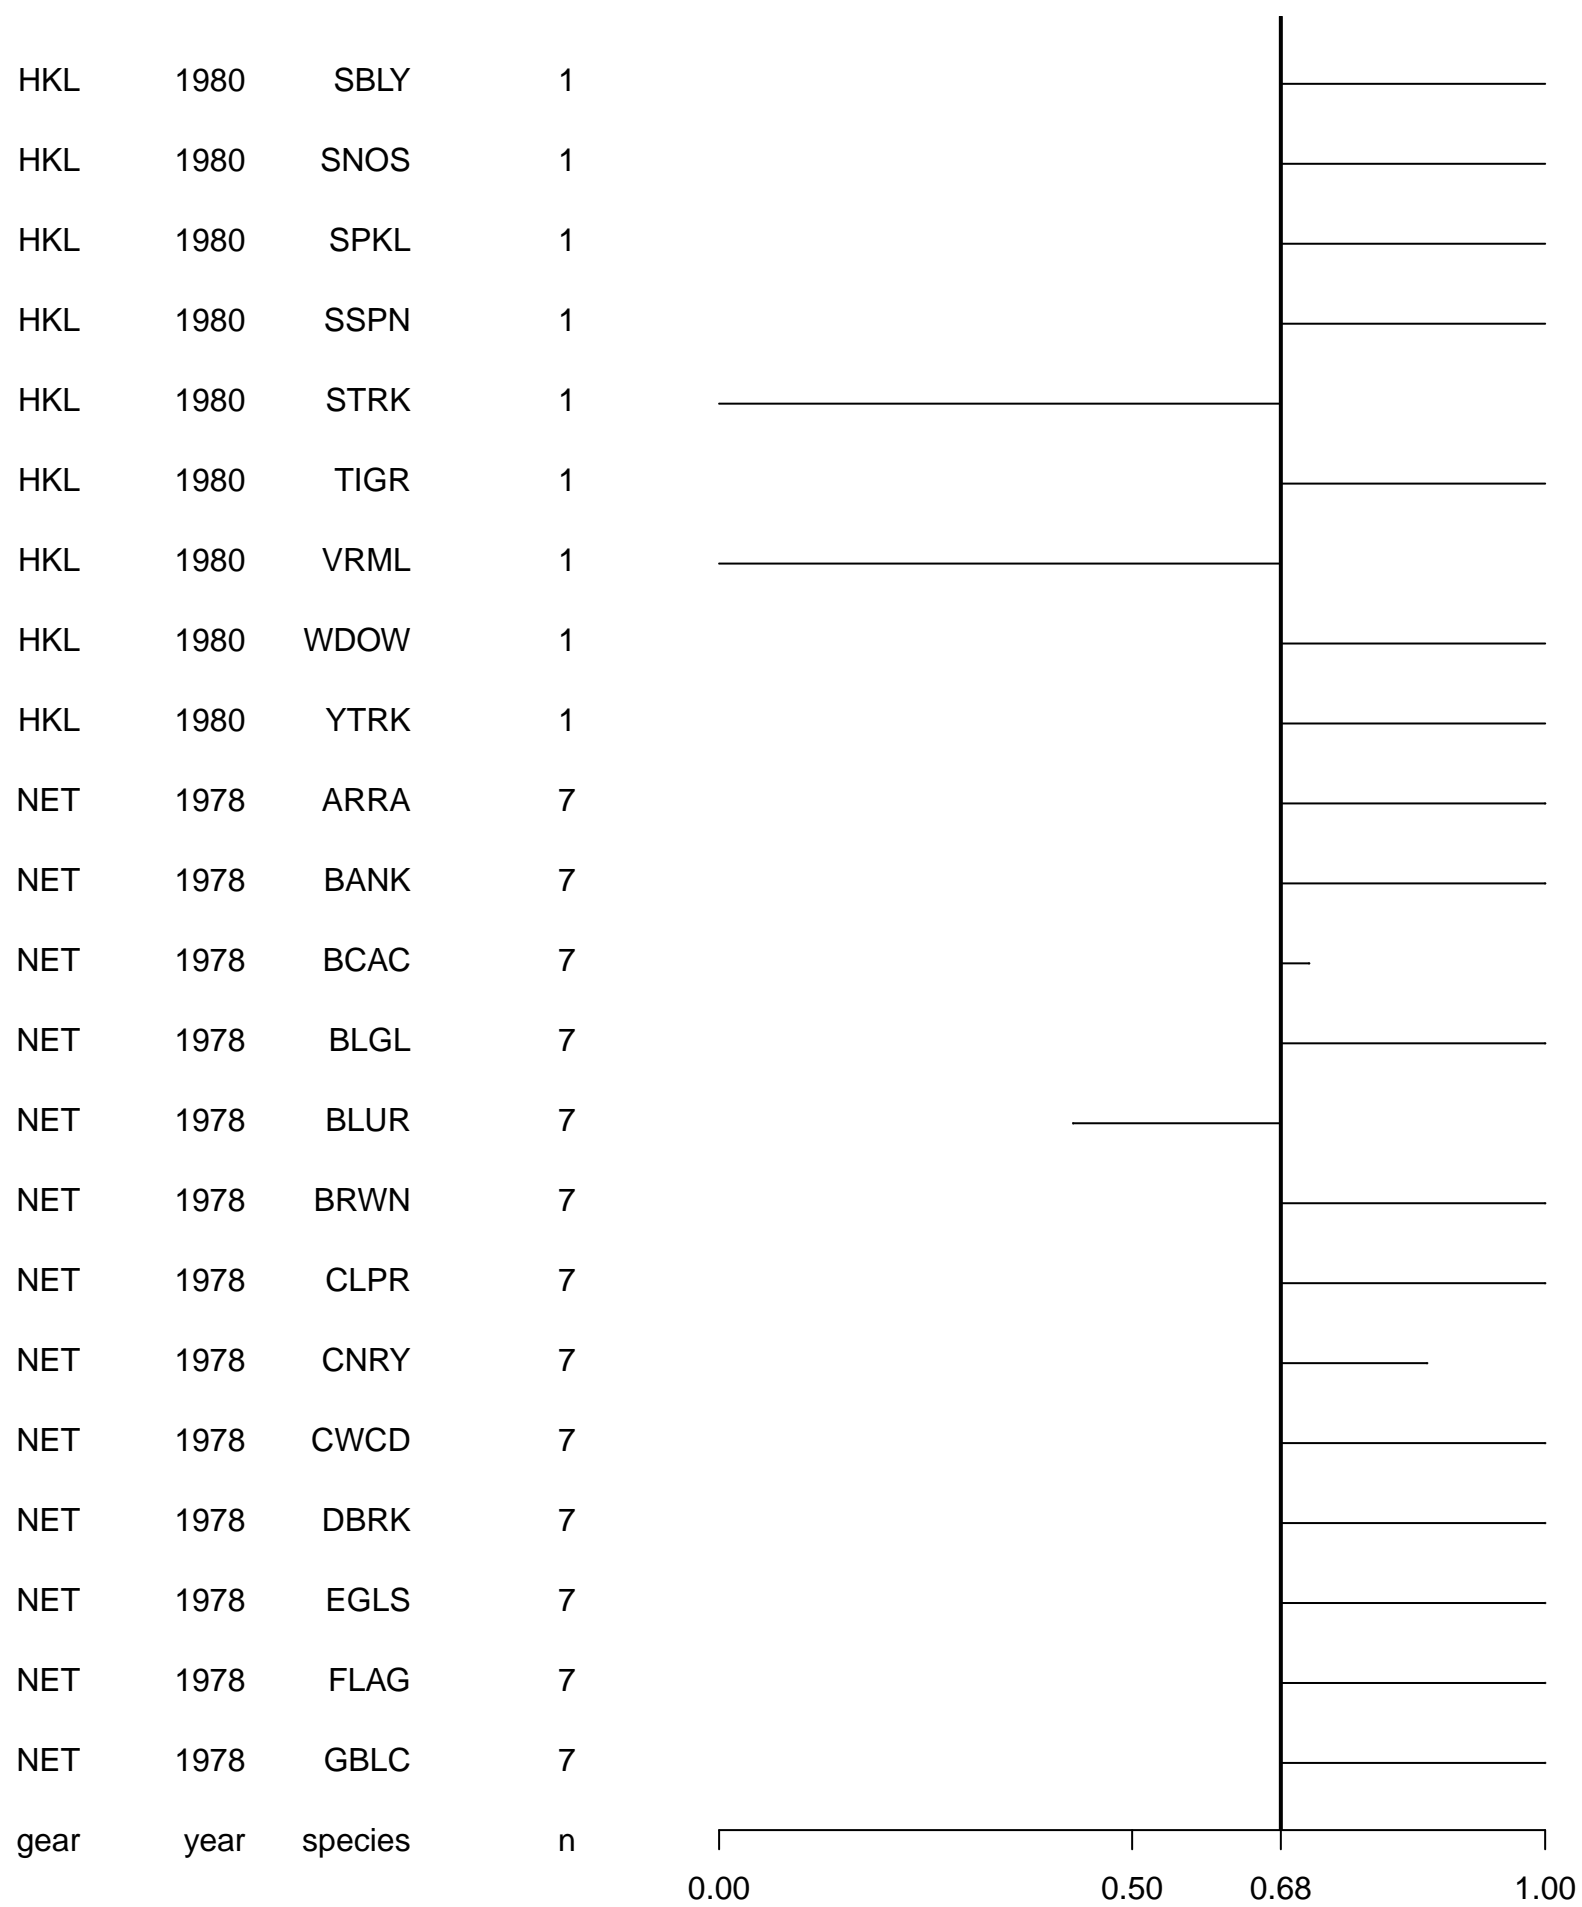 HKL 1980 SBLY 1
HKL 1980 SNOS 1
HKL 1980 SPKL 1
HKL 1980 SSPN 1
HKL 1980 STRK 1
HKL 1980 TIGR 1
HKL 1980 VRML 1
HKL 1980 WDOW 1
HKL 1980 YTRK 1
NET 1978 ARRA 7
NET 1978 BANK 7
NET 1978 BCAC 7
NET 1978 BLGL 7
NET 1978 BLUR 7
NET 1978 BRWN 7
NET 1978 CLPR 7
NET 1978 CNRY 7
NET 1978 CWCD 7
NET 1978 DBRK 7
NET 1978 EGLS 7
NET 1978 FLAG 7
NET 1978 GBLC 7
gear year species n
0.00 0.50 0.68 1.00